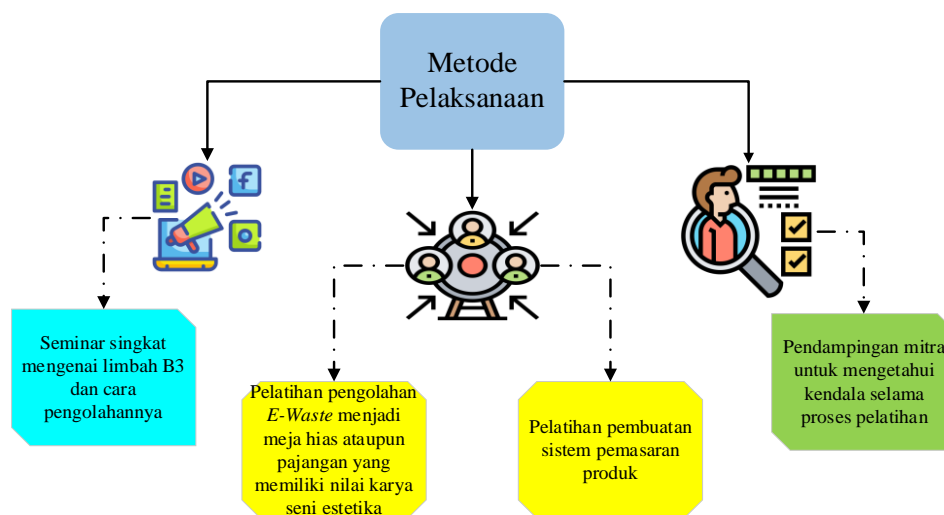 Metode
Pelaksanaan
Seminar singkat
mengenai limbah B3
dan cara
pengolahannya
Pelatihan pengolahan
E-Waste menjadi
meja hias ataupun
pajangan yang
memiliki nilai karya
seni estetika
Pelatihan pembuatan
sistem pemasaran
produk
Pendampingan mitra
untuk mengetahui
kendala selama
proses pelatihan